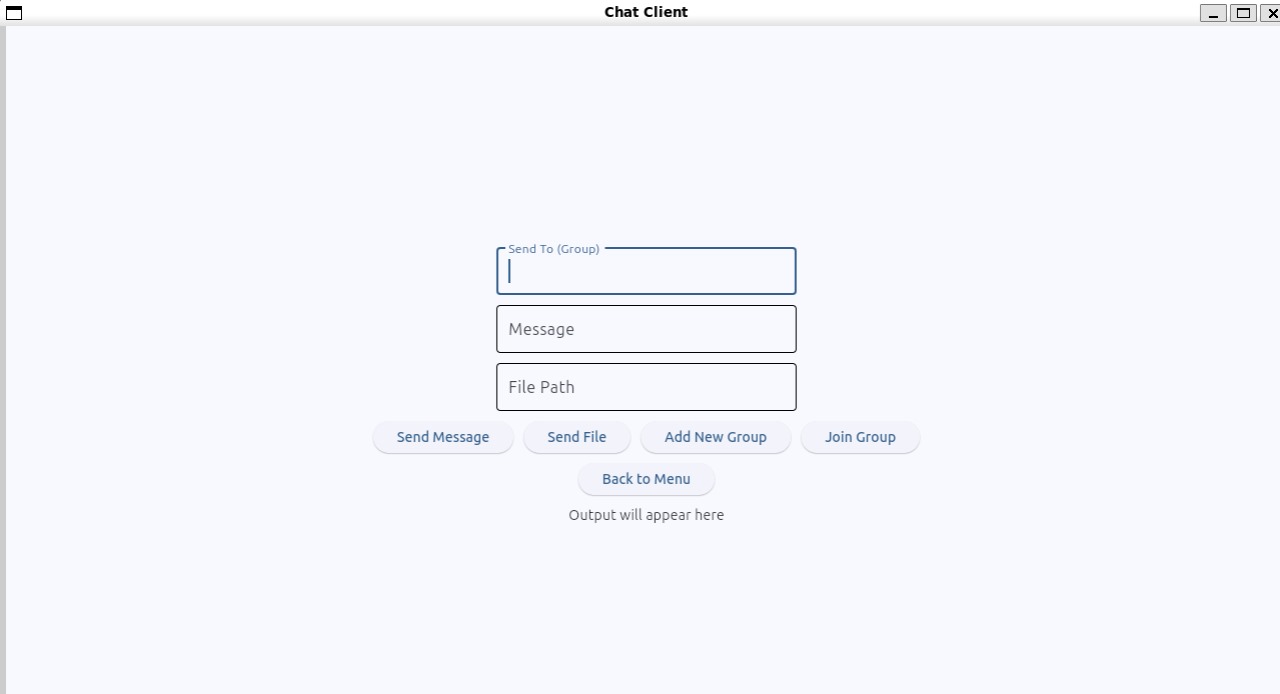 Chat Client
Send To (Group)
Message
File Path
Send Message Send File Add New Group Join Group
Back to Menu
Output will appear here